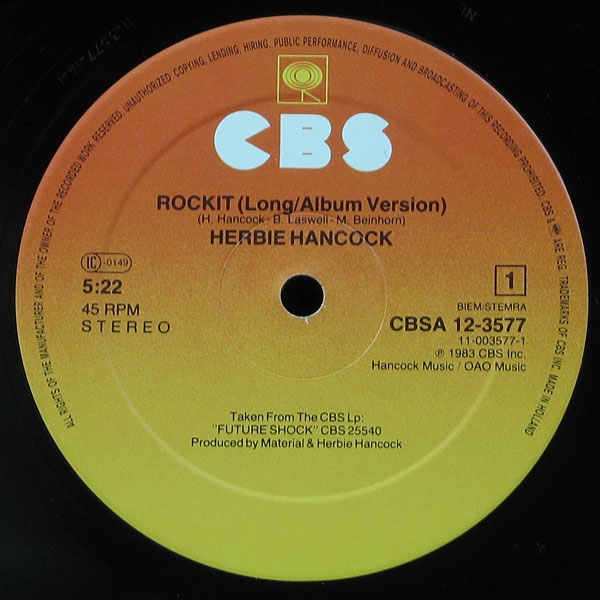 ALL RIGHTS OF THE MANUFACTURER AND OF THE OWNER OF THE RECORDED WORK RESERVED. UNAUTHORIZED COPYING, LENDING, HIRING, PUBLIC PERFORMANCE, DIFFUSION AND BROADCASTING OF THIS RECORDING PROHIBITED. CBS & ARE REG. TRADEMARKS OF CBS INC. MADE IN HOLLAND
CBS
ROCKIT (Long/Album Version)
(H. Hancock - B. Laswell - M. Beinhorn)
HERBIE HANCOCK
IC -0149
5:22
45 RPM
STEREO
1
BIEM/STEMRA
CBSA 12-3577
11-003577-1
℗ 1983 CBS Inc.
Hancock Music / OAO Music
Taken From The CBS Lp:
"FUTURE SHOCK" CBS 25540
Produced by Material & Herbie Hancock